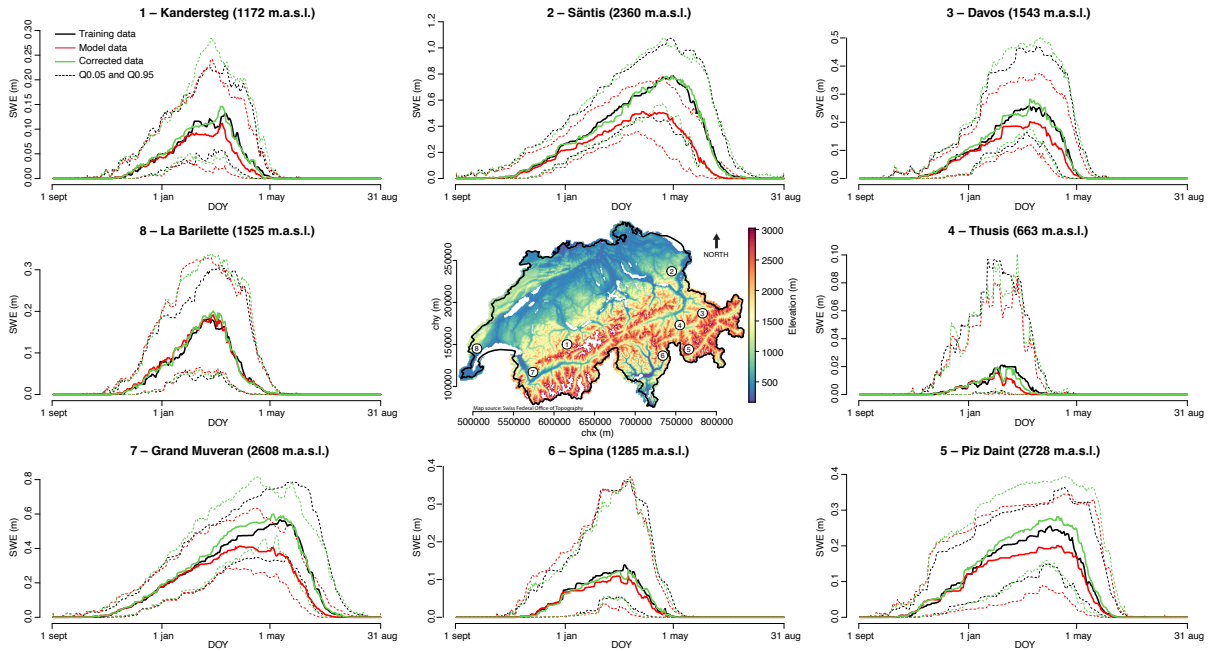 1 – Kandersteg (1172 m.a.s.l.)
SWE (m)
0.00 0.05 0.10 0.15 0.20 0.25 0.30
Training data
Model data
Corrected data
Q0.05 and Q0.95
1 sept 1 jan 1 may 31 aug
DOY
2 – Säntis (2360 m.a.s.l.)
SWE (m)
0.0 0.2 0.4 0.6 0.8 1.0 1.2
1 sept 1 jan 1 may 31 aug
DOY
3 – Davos (1543 m.a.s.l.)
SWE (m)
0.0 0.1 0.2 0.3 0.4 0.5
1 sept 1 jan 1 may 31 aug
DOY
8 – La Barilette (1525 m.a.s.l.)
SWE (m)
0.0 0.1 0.2 0.3
1 sept 1 jan 1 may 31 aug
DOY
chy (m)
100000 150000 200000 250000
NORTH
1
2
3
4
5
6
7
8
Map source: Swiss Federal Office of Topography
500000 550000 600000 650000 700000 750000 800000
chx (m)
3000
2500
2000
1500
1000
500
Elevation (m)
4 – Thusis (663 m.a.s.l.)
SWE (m)
0.00 0.02 0.04 0.06 0.08 0.10
1 sept 1 jan 1 may 31 aug
DOY
7 – Grand Muveran (2608 m.a.s.l.)
SWE (m)
0.0 0.2 0.4 0.6 0.8
1 sept 1 jan 1 may 31 aug
DOY
6 – Spina (1285 m.a.s.l.)
SWE (m)
0.0 0.1 0.2 0.3 0.4
1 sept 1 jan 1 may 31 aug
DOY
5 – Piz Daint (2728 m.a.s.l.)
SWE (m)
0.0 0.1 0.2 0.3 0.4
1 sept 1 jan 1 may 31 aug
DOY